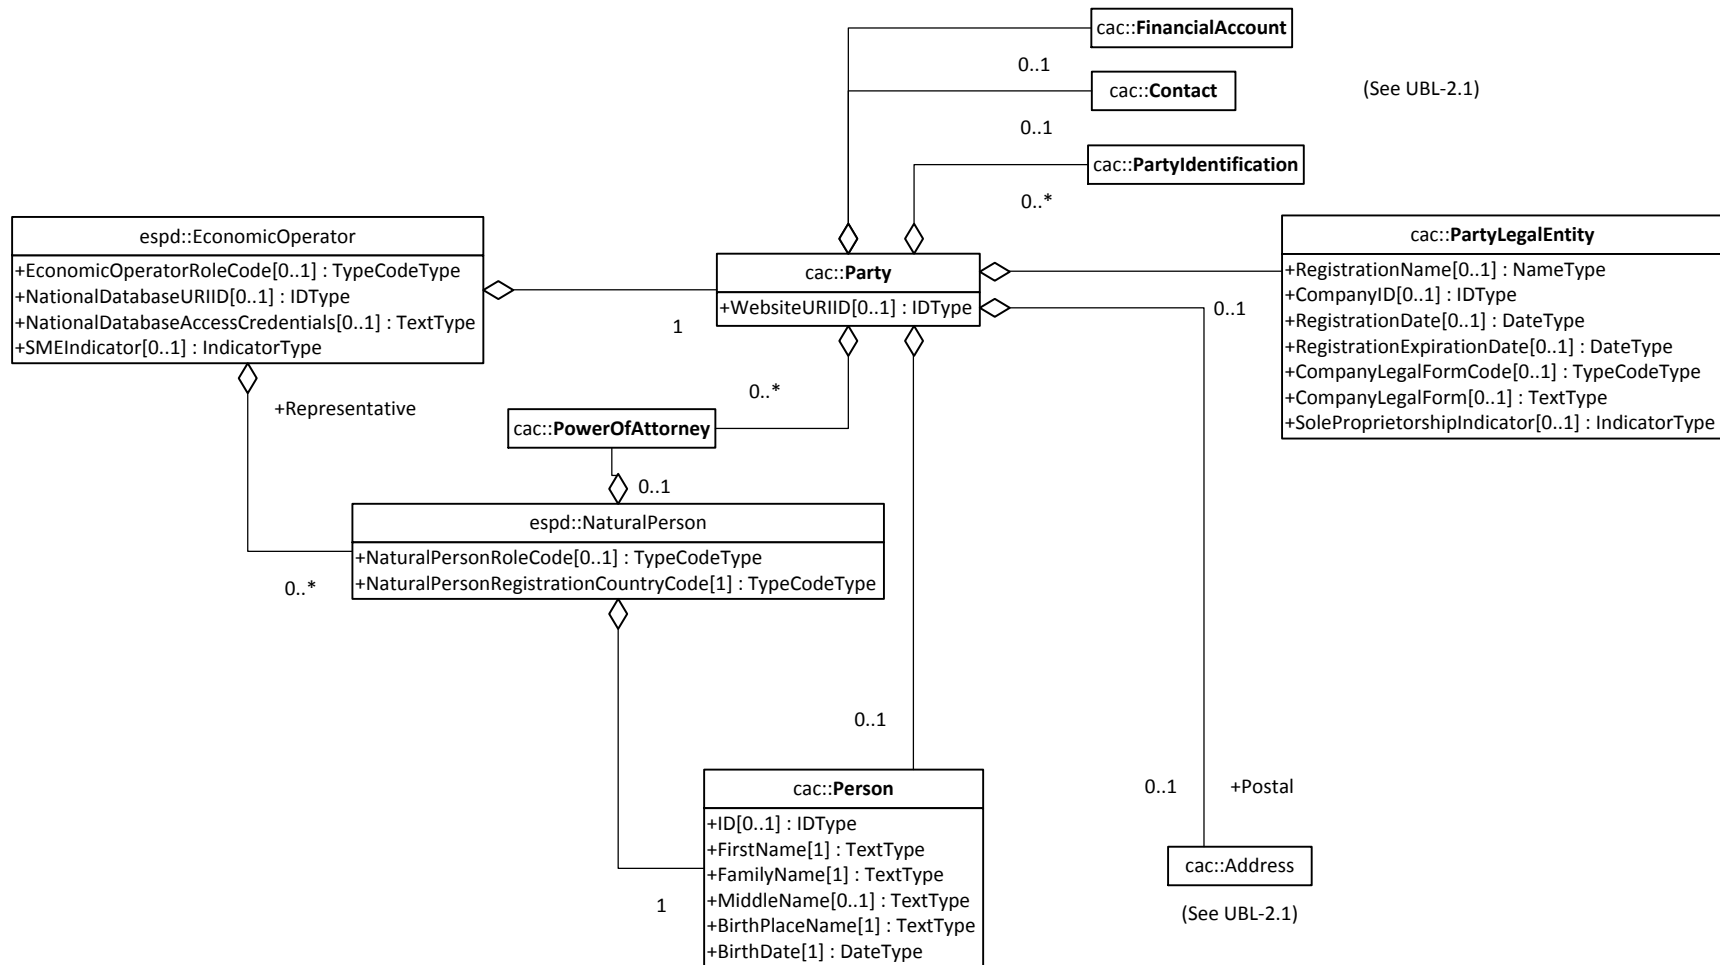 cac::FinancialAccount
0..1
cac::Contact
(See UBL-2.1)
0..1
cac::PartyIdentification
0..*
espd::EconomicOperator
+EconomicOperatorRoleCode[0..1] : TypeCodeType
+NationalDatabaseURIID[0..1] : IDType
+NationalDatabaseAccessCredentials[0..1] : TextType
+SMEIndicator[0..1] : IndicatorType
1
cac::Party
+WebsiteURIID[0..1] : IDType
cac::PartyLegalEntity
+RegistrationName[0..1] : NameType
+CompanyID[0..1] : IDType
+RegistrationDate[0..1] : DateType
+RegistrationExpirationDate[0..1] : DateType
+CompanyLegalFormCode[0..1] : TypeCodeType
+CompanyLegalForm[0..1] : TextType
+SoleProprietorshipIndicator[0..1] : IndicatorType
0..1
+Representative
0..*
cac::PowerOfAttorney
0..1
espd::NaturalPerson
+NaturalPersonRoleCode[0..1] : TypeCodeType
+NaturalPersonRegistrationCountryCode[1] : TypeCodeType
0..*
0..1
cac::Person
+ID[0..1] : IDType
+FirstName[1] : TextType
+FamilyName[1] : TextType
+MiddleName[0..1] : TextType
+BirthPlaceName[1] : TextType
+BirthDate[1] : DateType
1
0..1
+Postal
cac::Address
(See UBL-2.1)